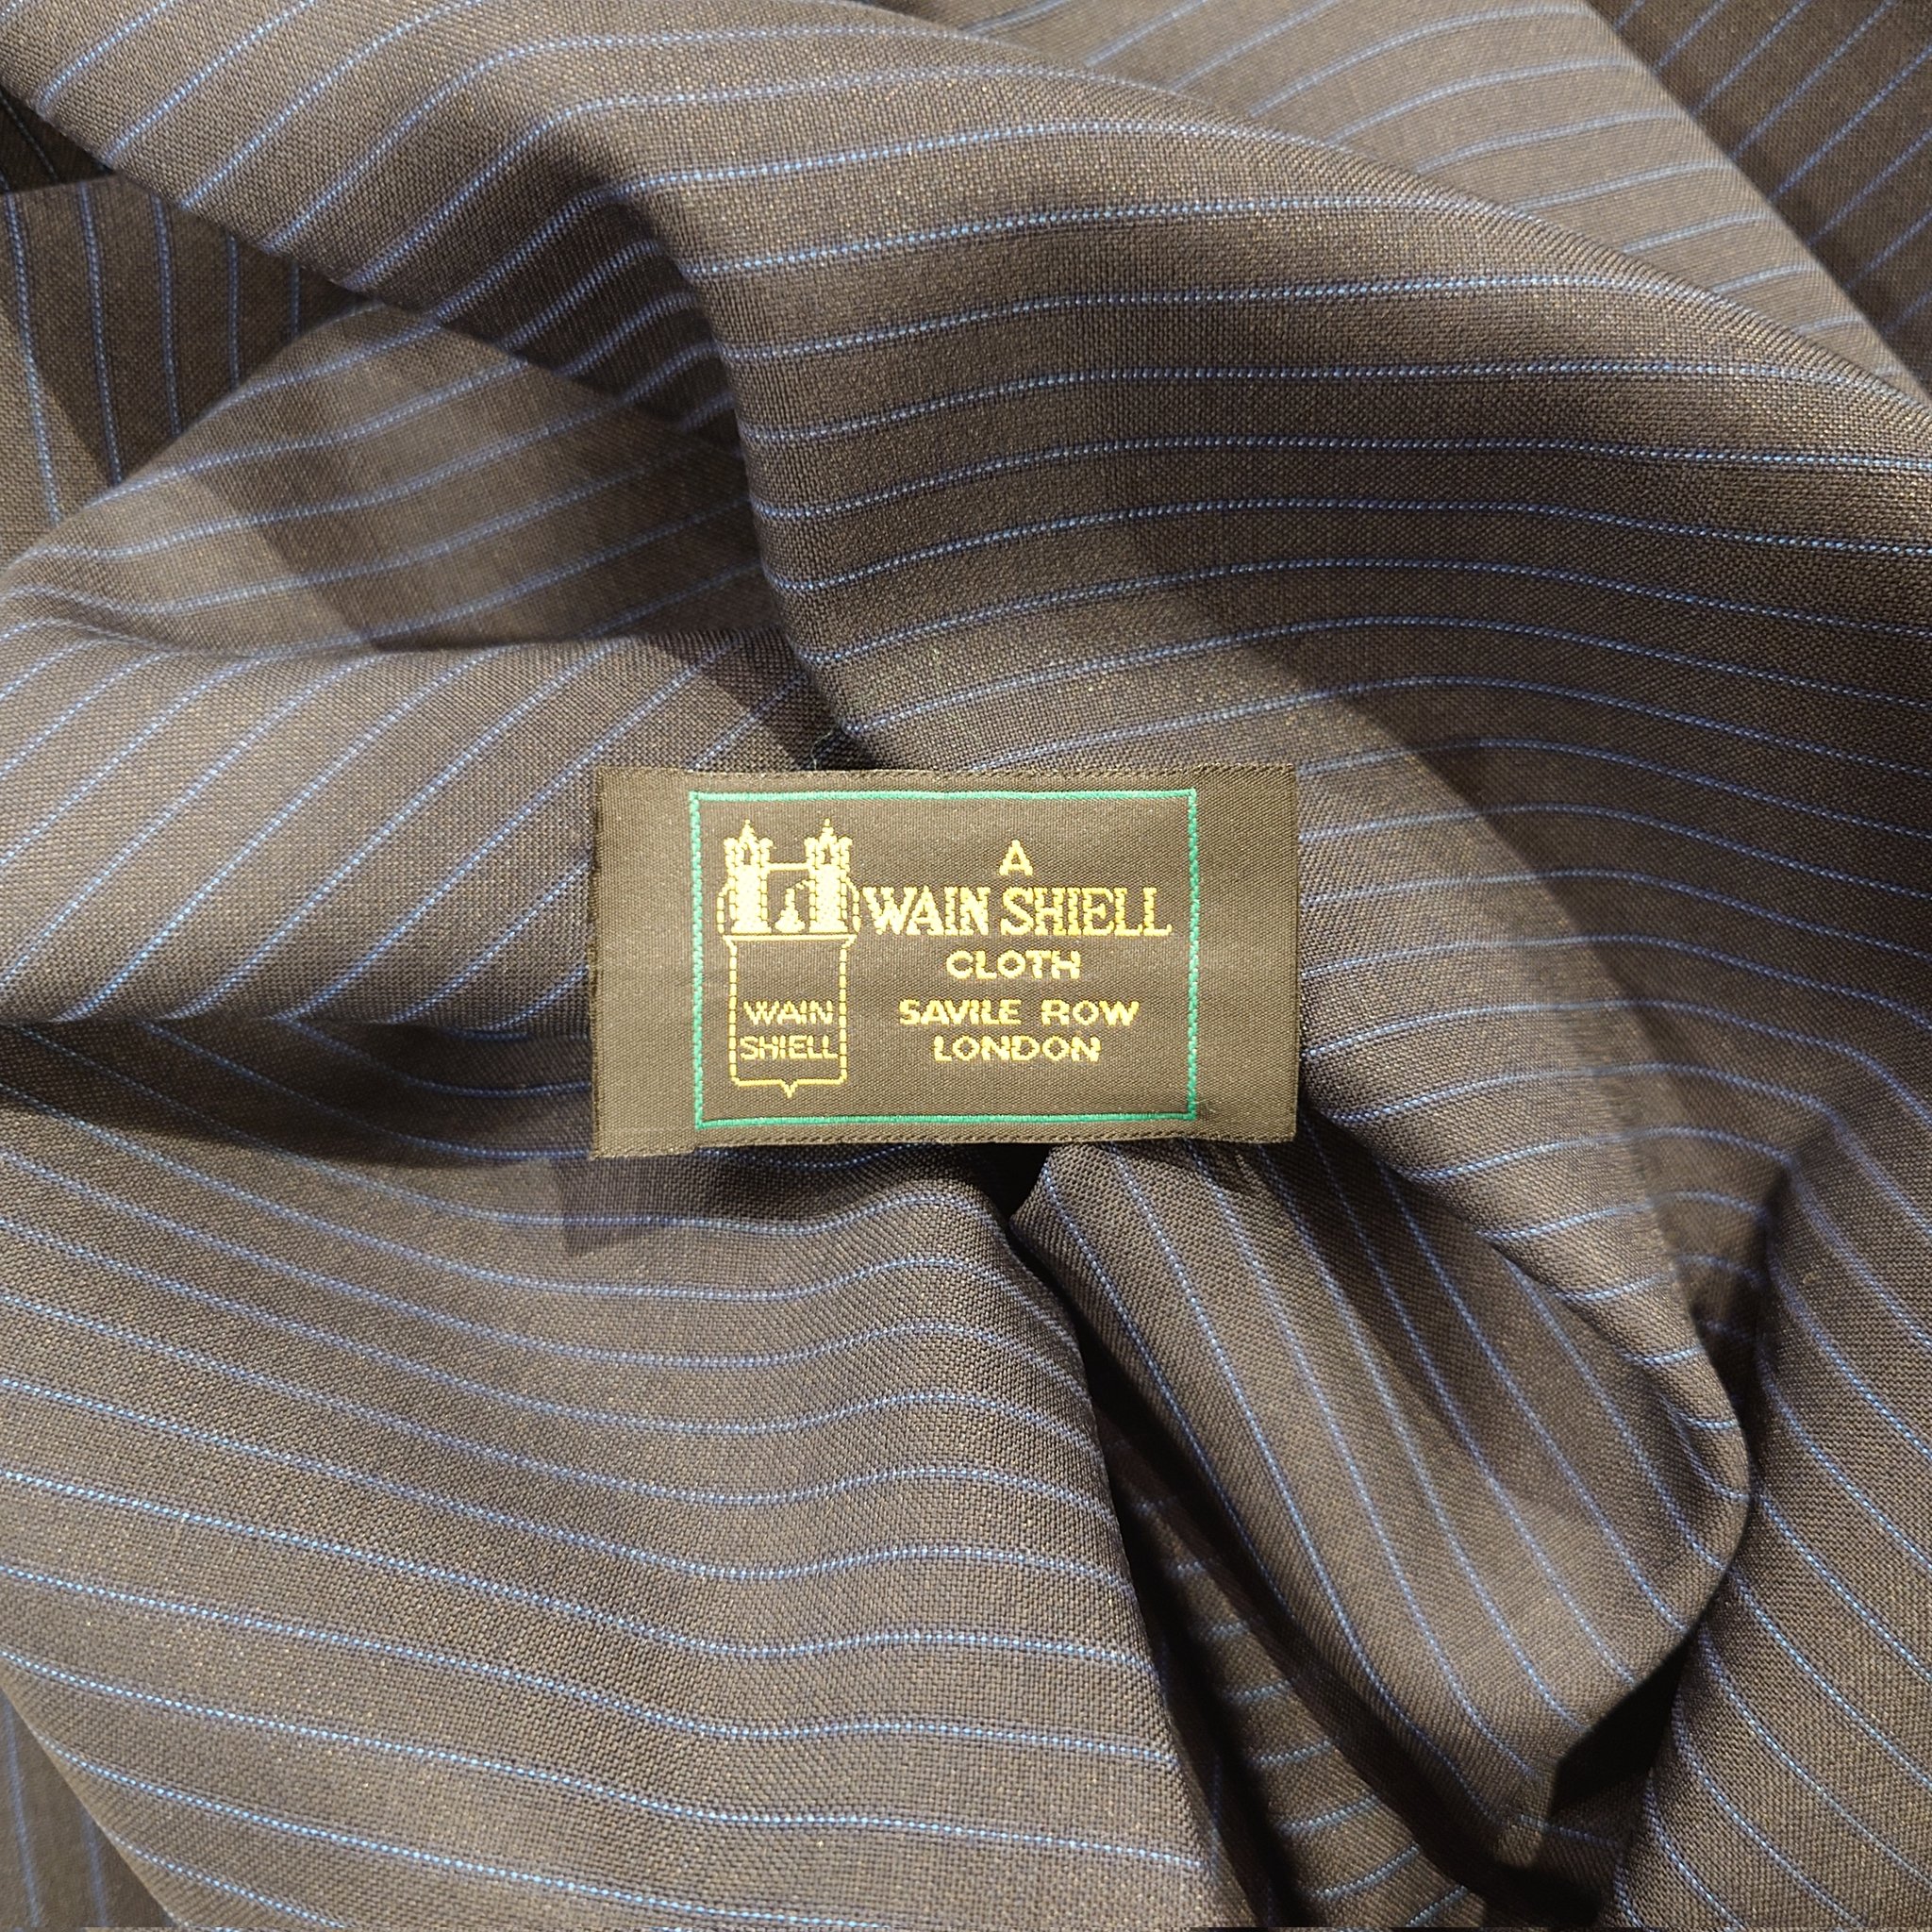 A
WAIN SHIELL
CLOTH
SAVILE ROW
LONDON
WAIN
SHIELL